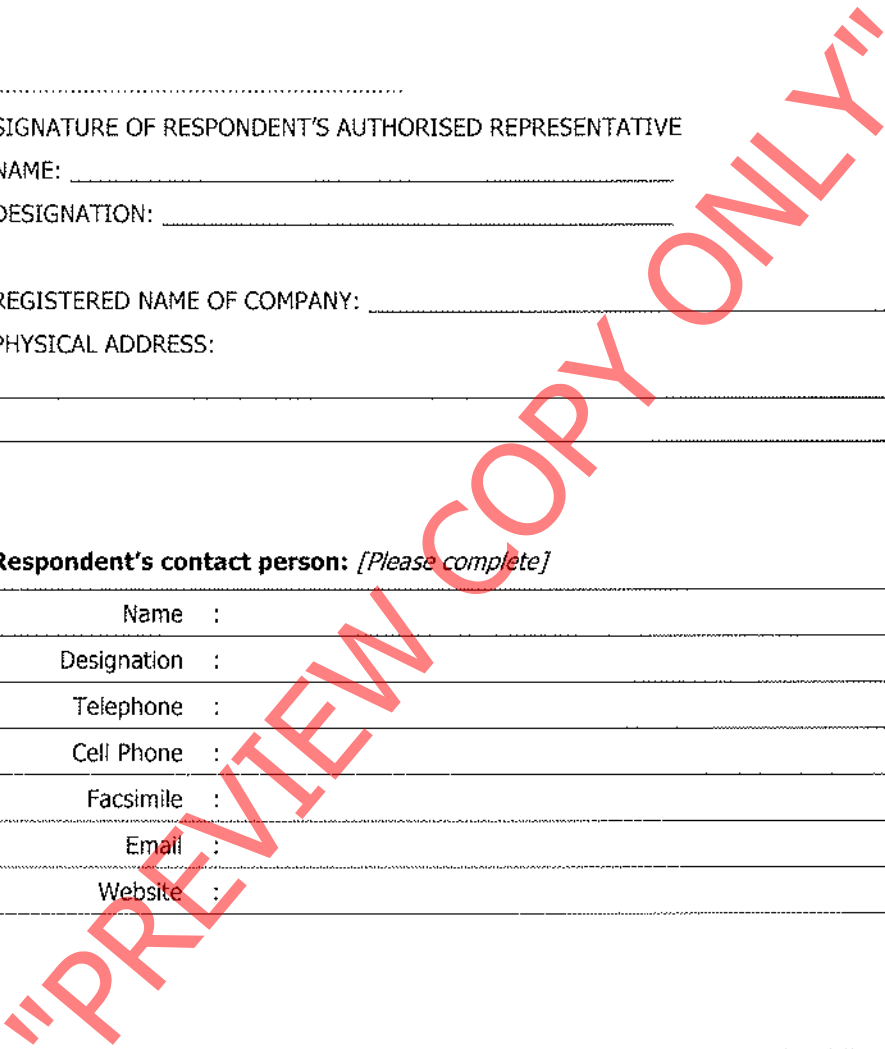 SIGNATURE OF RESPONDENT'S AUTHORISED REPRESENTATIVE
NAME:
DESIGNATION:
REGISTERED NAME OF COMPANY:
PHYSICAL ADDRESS:
Respondent's contact person: [Please complete]
Name :
Designation :
Telephone :
Cell Phone :
Facsimile :
Email :
Website :
"PREVIEW COPY ONLY"